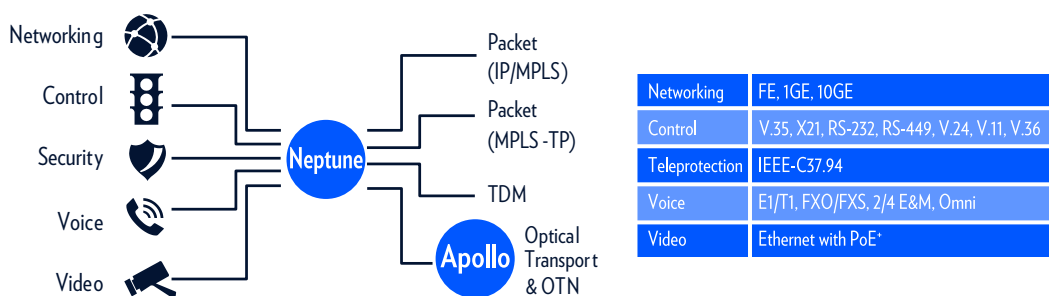 Networking
Control
Security
Voice
Video
Neptune
Packet
(IP/MPLS)
Packet
(MPLS -TP)
TDM
Apollo
Optical
Transport
& OTN
Networking FE, 1GE, 10GE
Control V.35, X21, RS-232, RS-449, V.24, V.11, V.36
Teleprotection IEEE-C37.94
Voice E1/T1, FXO/FXS, 2/4 E&M, Omni
Video Ethernet with PoE⁺